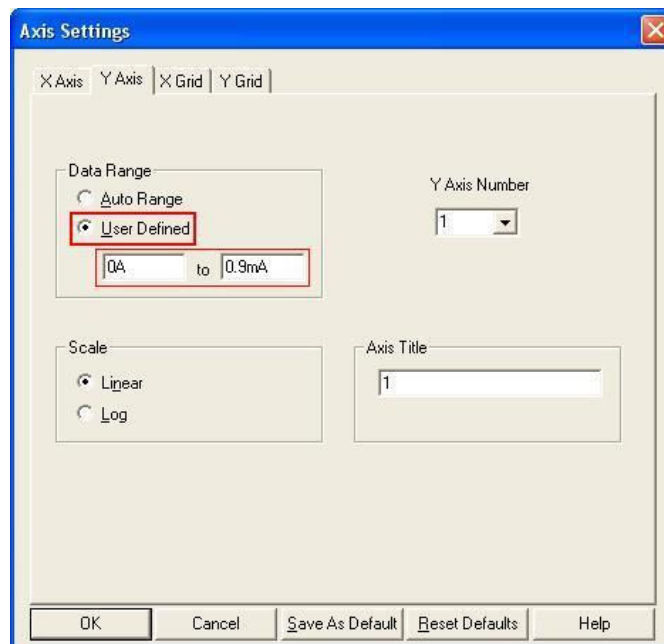 Axis Settings
X Axis Y Axis X Grid Y Grid
Data Range
Auto Range
User Defined
0A to 0.9mA
Y Axis Number
1
Scale
Linear
Log
Axis Title
1
OK Cancel Save As Default Reset Defaults Help